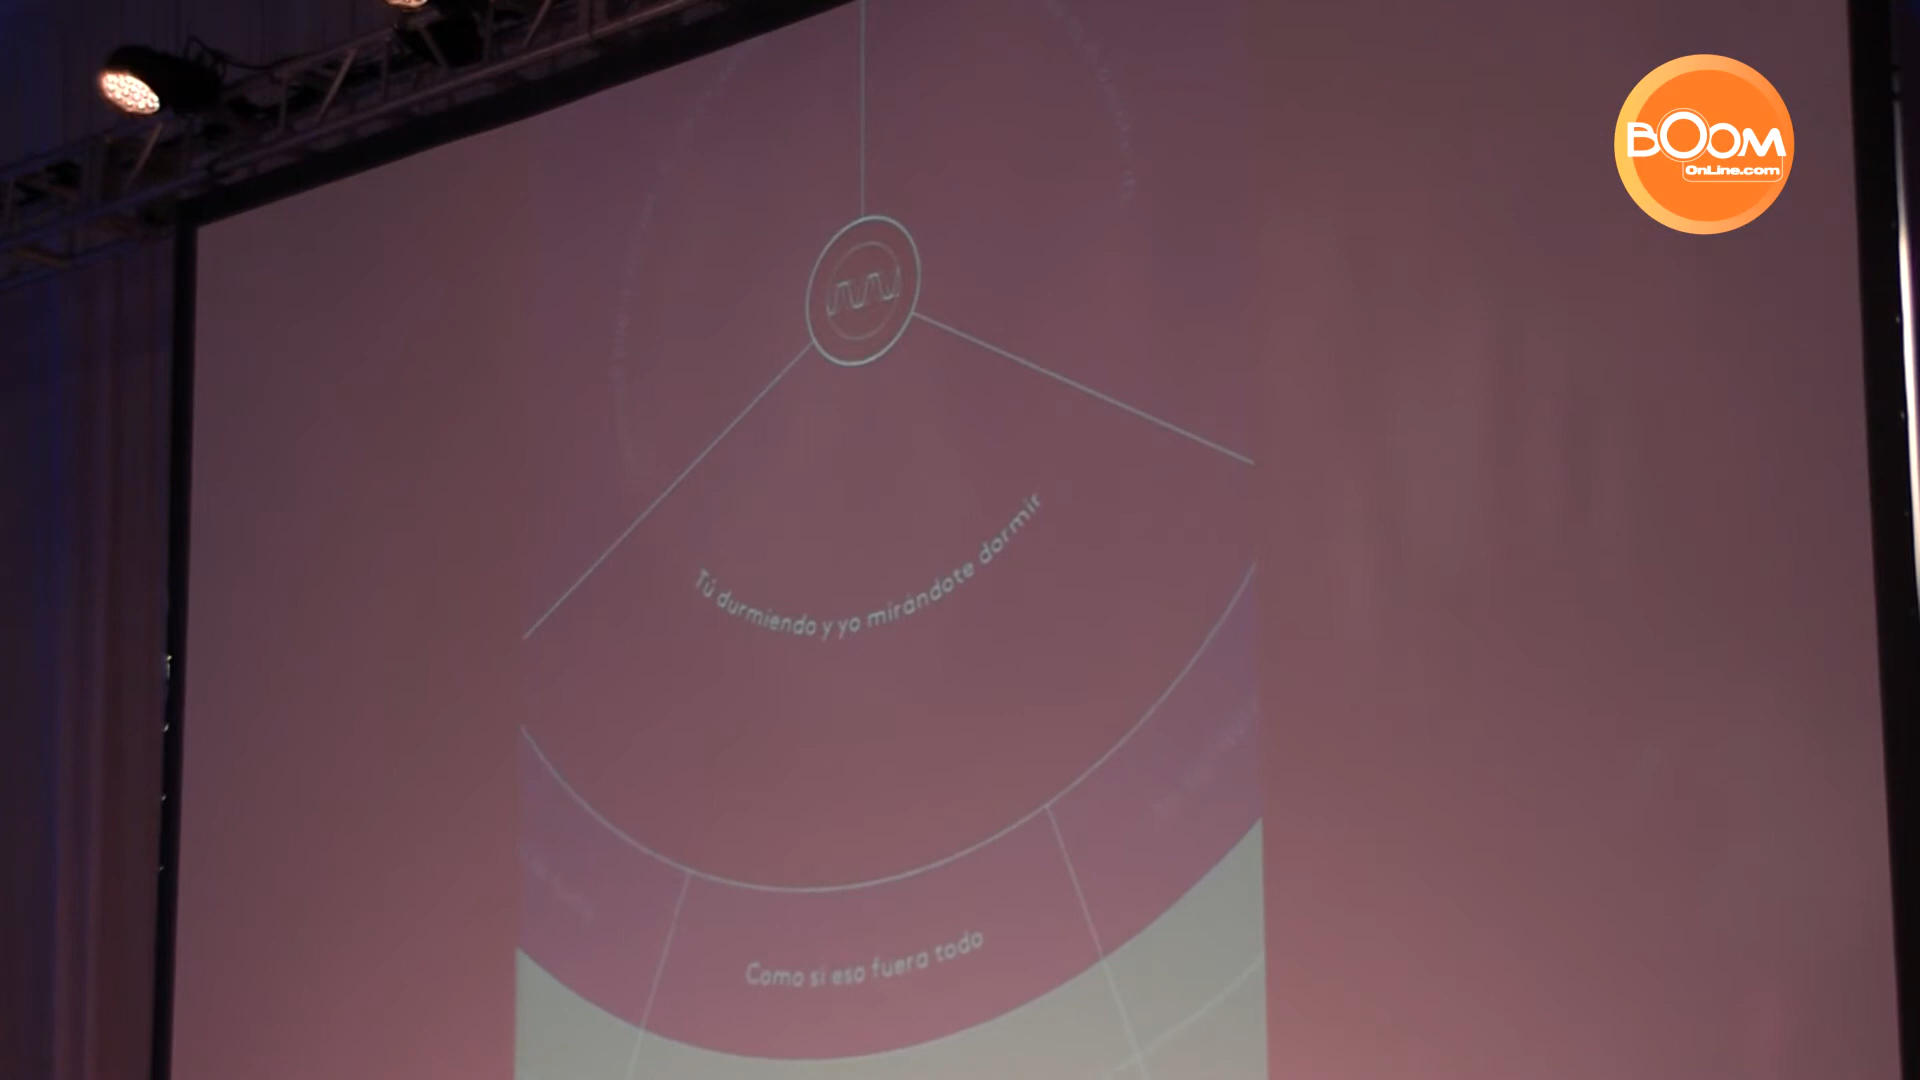 BOOM
OnLine.com
Tú durmiendo y yo mirándote dormir
Como si eso fuera todo